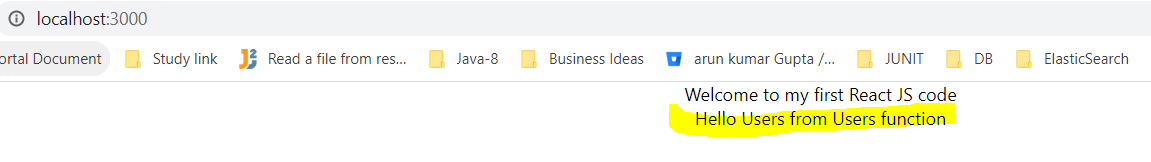 localhost:3000
ortal Document Study link Read a file from res... Java-8 Business Ideas arun kumar Gupta /... JUNIT DB ElasticSearch
Welcome to my first React JS code
Hello Users from Users function